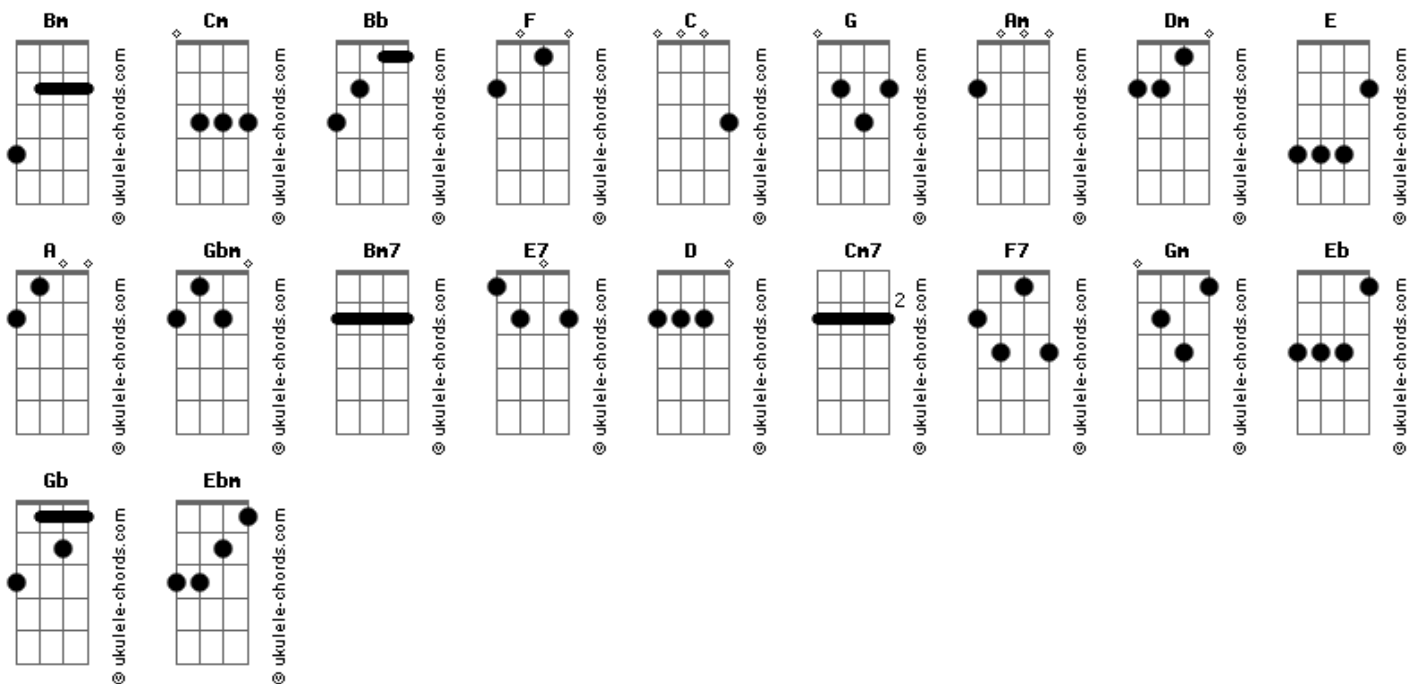 Bm Cm Bb F C G Am Dm E
© ukulele-chords.com © ukulele-chords.com © ukulele-chords.com © ukulele-chords.com © ukulele-chords.com © ukulele-chords.com © ukulele-chords.com © ukulele-chords.com © ukulele-chords.com
A Gbm Bm7 E7 D Cm7 F7 Gm Eb
2
© ukulele-chords.com © ukulele-chords.com © ukulele-chords.com © ukulele-chords.com © ukulele-chords.com © ukulele-chords.com © ukulele-chords.com © ukulele-chords.com © ukulele-chords.com
Gb Ebm
© ukulele-chords.com © ukulele-chords.com